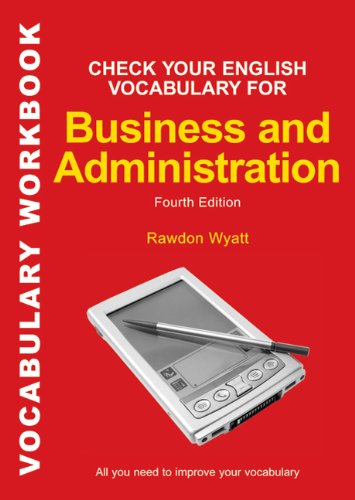 VOCABULARY WORKBOOK
CHECK YOUR ENGLISH
VOCABULARY FOR
Business and
Administration
Fourth Edition
Rawdon Wyatt
All you need to improve your vocabulary